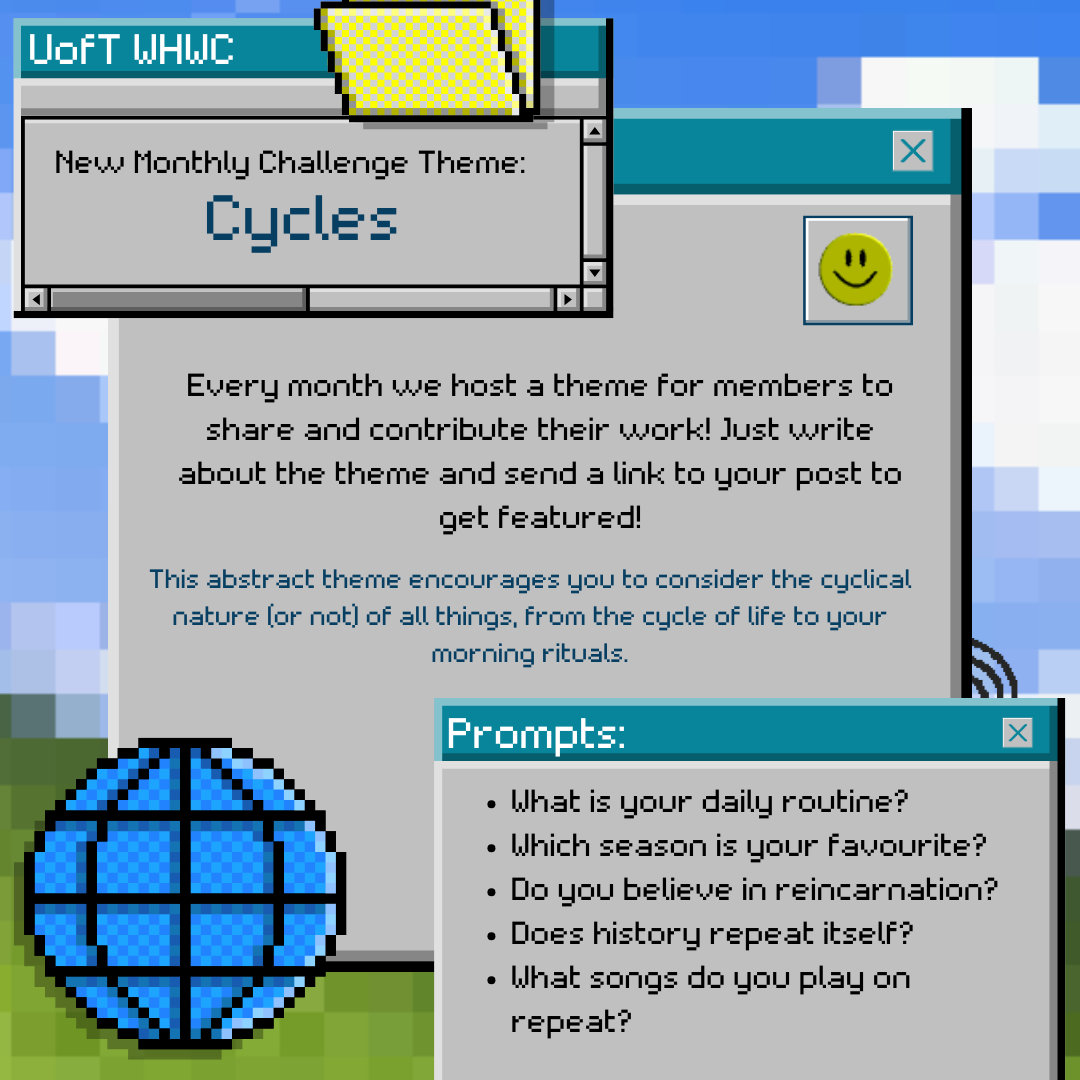 UofT WHWC
New Monthly Challenge Theme:
Cycles
Every month we host a theme for members to
share and contribute their work! Just write
about the theme and send a link to your post to
get featured!
This abstract theme encourages you to consider the cyclical
nature (or not) of all things, from the cycle of life to your
morning rituals.
Prompts:
• What is your daily routine?
• Which season is your favourite?
• Do you believe in reincarnation?
• Does history repeat itself?
• What songs do you play on
repeat?